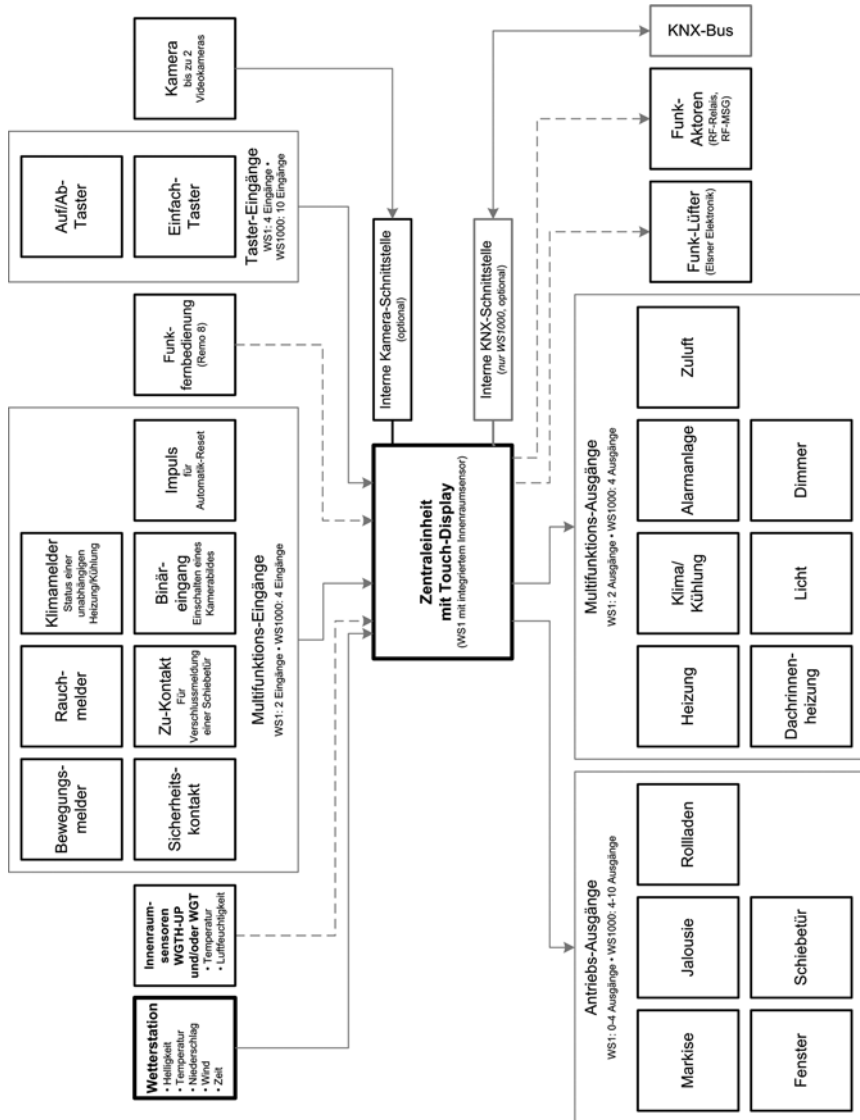 Wetterstation
• Helligkeit
• Temperatur
• Niederschlag
• Wind
• Zeit
Innenraum-
sensoren
WGTH-UP
und/oder WGT
• Temperatur
• Luftfeuchtigkeit
Bewegungs-
melder
Rauch-
melder
Klimamelder
Status einer
unabhängigen
Heizung/Kühlung
Sicherheits-
kontakt
Zu-Kontakt
Für
Verschlussmeldung
einer Schiebetür
Binär-
eingang
Einschalten eines
Kamerabildes
Impuls
für
Automatik-Reset
Multifunktions-Eingänge
WS1: 2 Eingänge • WS1000: 4 Eingänge
Funk-
fernbedienung
(Remo 8)
Auf/Ab-
Taster
Einfach-
Taster
Taster-Eingänge
WS1: 4 Eingänge •
WS1000: 10 Eingänge
Kamera
bis zu 2
Videokameras
Zentraleinheit
mit Touch-Display
(WS1 mit integriertem Innenraumsensor)
Interne Kamera-Schnittstelle
(optional)
Interne KNX-Schnittstelle
(nur WS1000, optional)
Antriebs-Ausgänge
WS1: 0-4 Ausgänge • WS1000: 4-10 Ausgänge
Markise
Jalousie
Rollladen
Fenster
Schiebetür
Multifunktions-Ausgänge
WS1: 2 Ausgänge • WS1000: 4 Ausgänge
Heizung
Klima/
Kühlung
Alarmanlage
Zuluft
Dachrinnen-
heizung
Licht
Dimmer
Funk-Lüfter
(Elsner Elektronik)
Funk-
Aktoren
(RF-Relais,
RF-MSG)
KNX-Bus